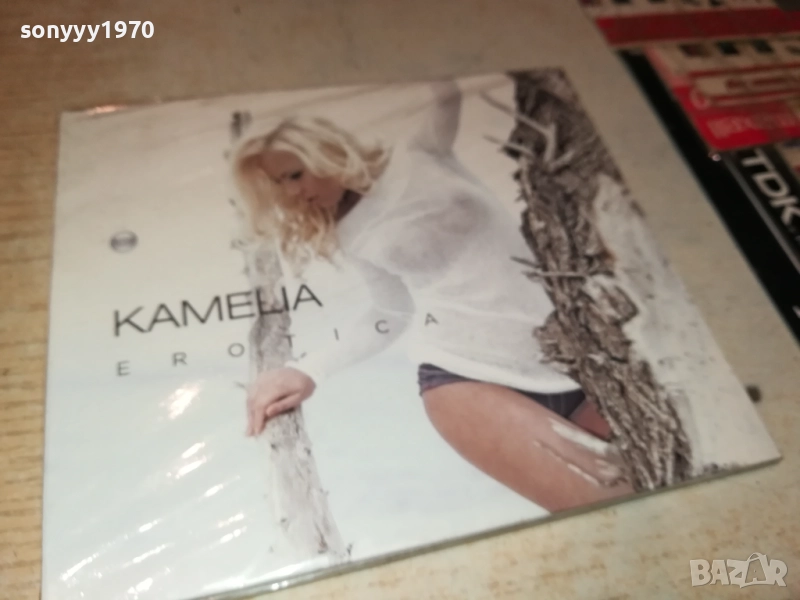 sonyyy1970
KAMELIA
EROTICA
TDK
BAZAR